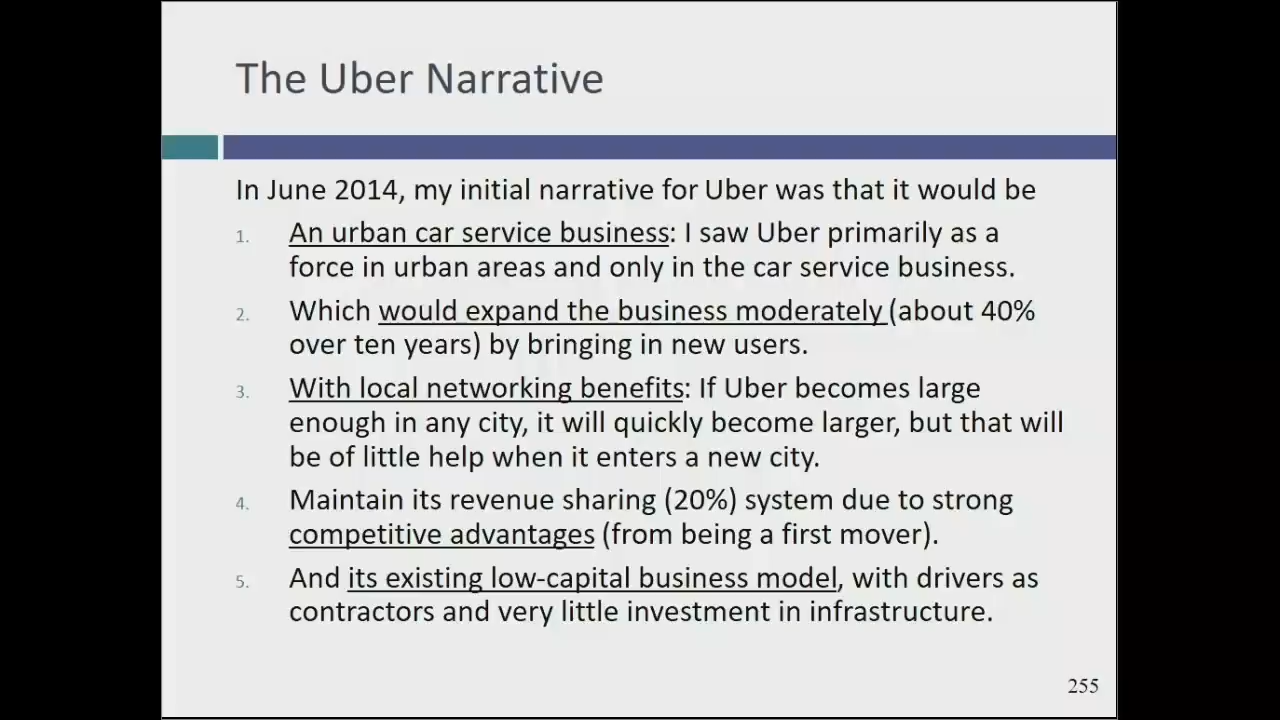 The Uber Narrative
In June 2014, my initial narrative for Uber was that it would be
1. An urban car service business: I saw Uber primarily as a
force in urban areas and only in the car service business.
2. Which would expand the business moderately (about 40%
over ten years) by bringing in new users.
3. With local networking benefits: If Uber becomes large
enough in any city, it will quickly become larger, but that will
be of little help when it enters a new city.
4. Maintain its revenue sharing (20%) system due to strong
competitive advantages (from being a first mover).
5. And its existing low-capital business model, with drivers as
contractors and very little investment in infrastructure.
255